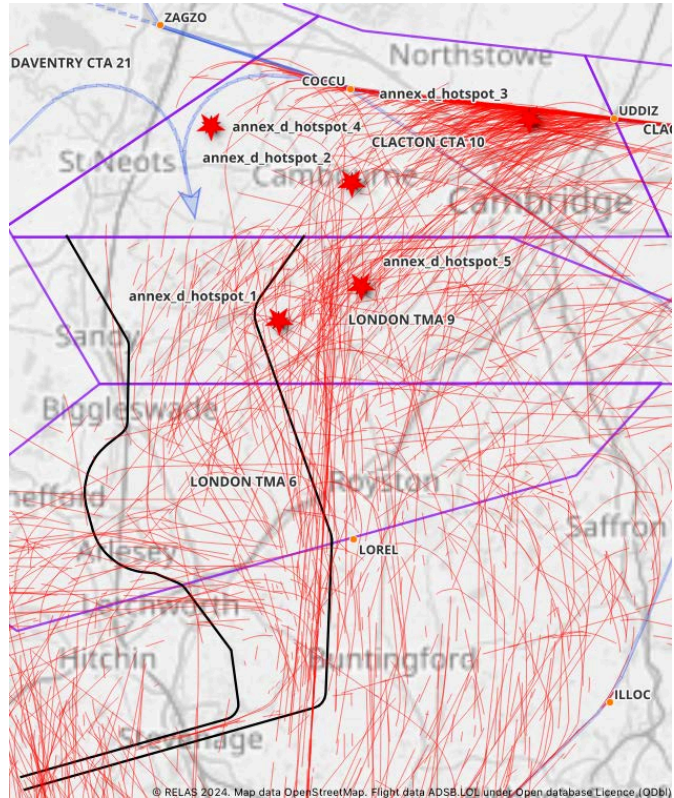 ZAGZO
Northstowe
DAVENTRY CTA 21
COCCU
annex_d_hotspot_3
UDDIZ
annex_d_hotspot_4
CLACTON CTA 10
St Neots
annex_d_hotspot_2
Cambridge
annex_d_hotspot_5
annex_d_hotspot_1
LONDON TMA 9
Sandy
Biggleswade
LONDON TMA 6
Royston
Saffron
Arlesey
LOREL
Letchworth
Hitchin
Buntingford
ILLOC
Stevenage
© RELAS 2024. Map data OpenStreetMap. Flight data ADSB.LOL under Open database Licence (ODbl)